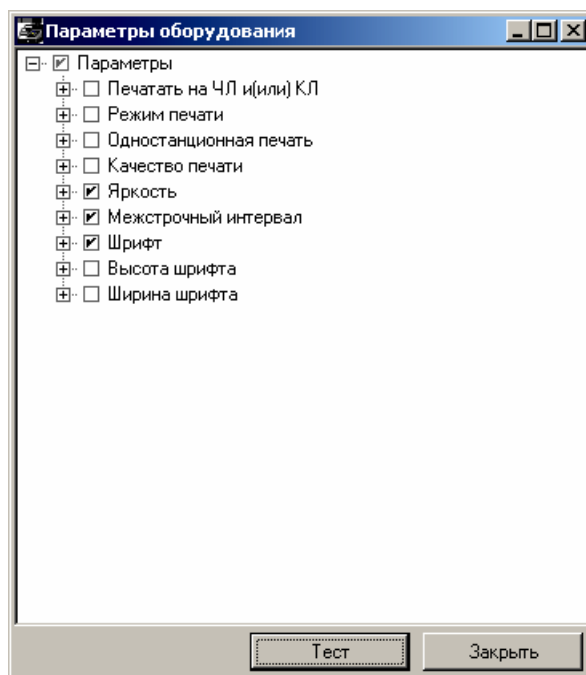 Параметры оборудования
Параметры
Печатать на ЧЛ и(или) КЛ
Режим печати
Одностанционная печать
Качество печати
Яркость
Межстрочный интервал
Шрифт
Высота шрифта
Ширина шрифта
Тест
Закрыть